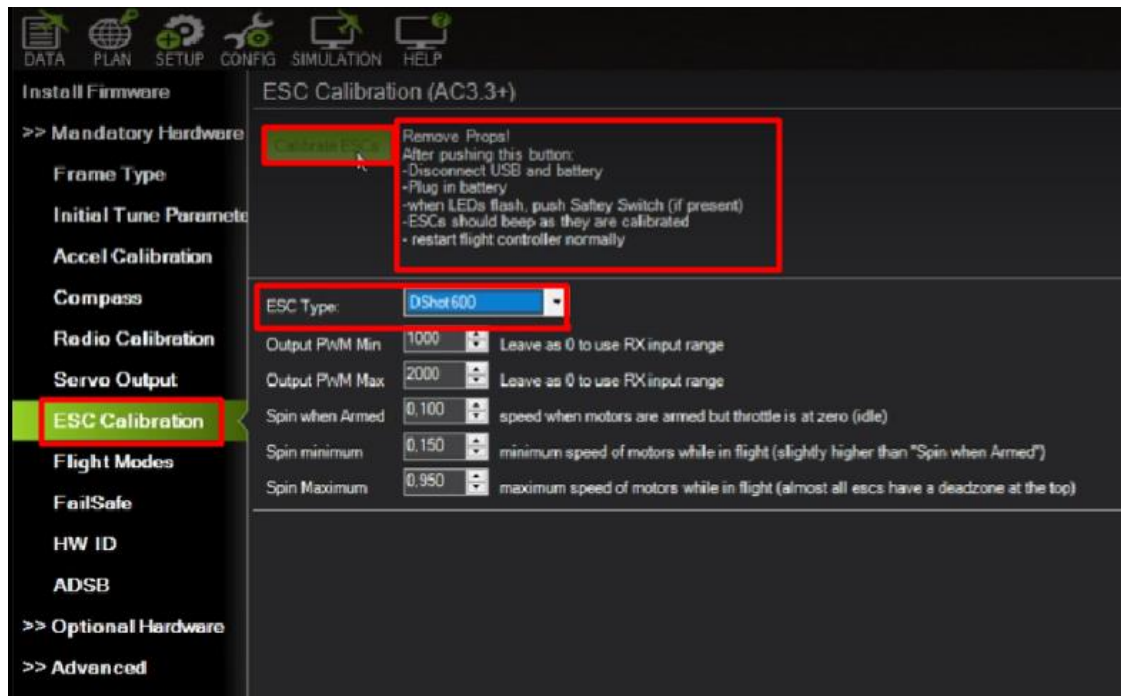 DATA PLAN SETUP CONFIG SIMULATION HELP
Install Firmware
>> Mandatory Hardware
Frame Type
Initial Tune Paramete
Accel Calibration
Compass
Radio Calibration
Servo Output
ESC Calibration
Flight Modes
FailSafe
HW ID
ADSB
>> Optional Hardware
>> Advanced
ESC Calibration (AC3.3+)
Calibrate ESCs
Remove Props!
After pushing this button:
-Disconnect USB and battery
-Plug in battery
-when LEDs flash, push Saftey Switch (if present)
-ESCs should beep as they are calibrated
- restart flight controller normally
ESC Type: DShot600
Output PWM Min 1000 Leave as 0 to use RX input range
Output PWM Max 2000 Leave as 0 to use RX input range
Spin when Armed 0,100 speed when motors are armed but throttle is at zero (idle)
Spin minimum 0,150 minimum speed of motors while in flight (slightly higher than "Spin when Armed")
Spin Maximum 0,950 maximum speed of motors while in flight (almost all escs have a deadzone at the top)